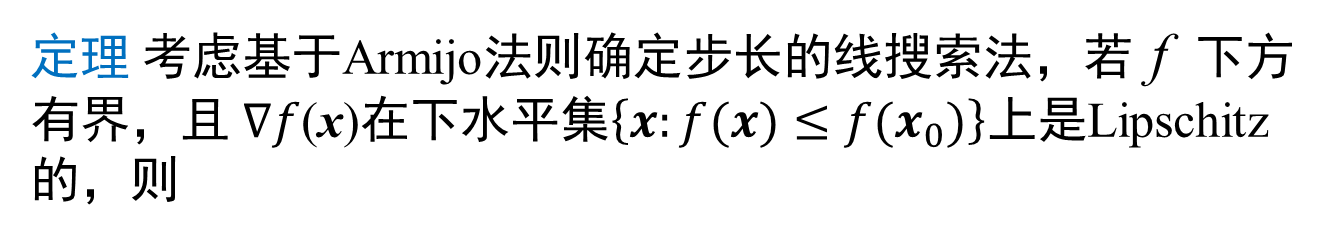 定理 考虑基于Armijo法则确定步长的线搜索法，若 f 下方
有界，且 ∇f(x)在下水平集{x: f(x) ≤ f(x₀)}上是Lipschitz
的，则